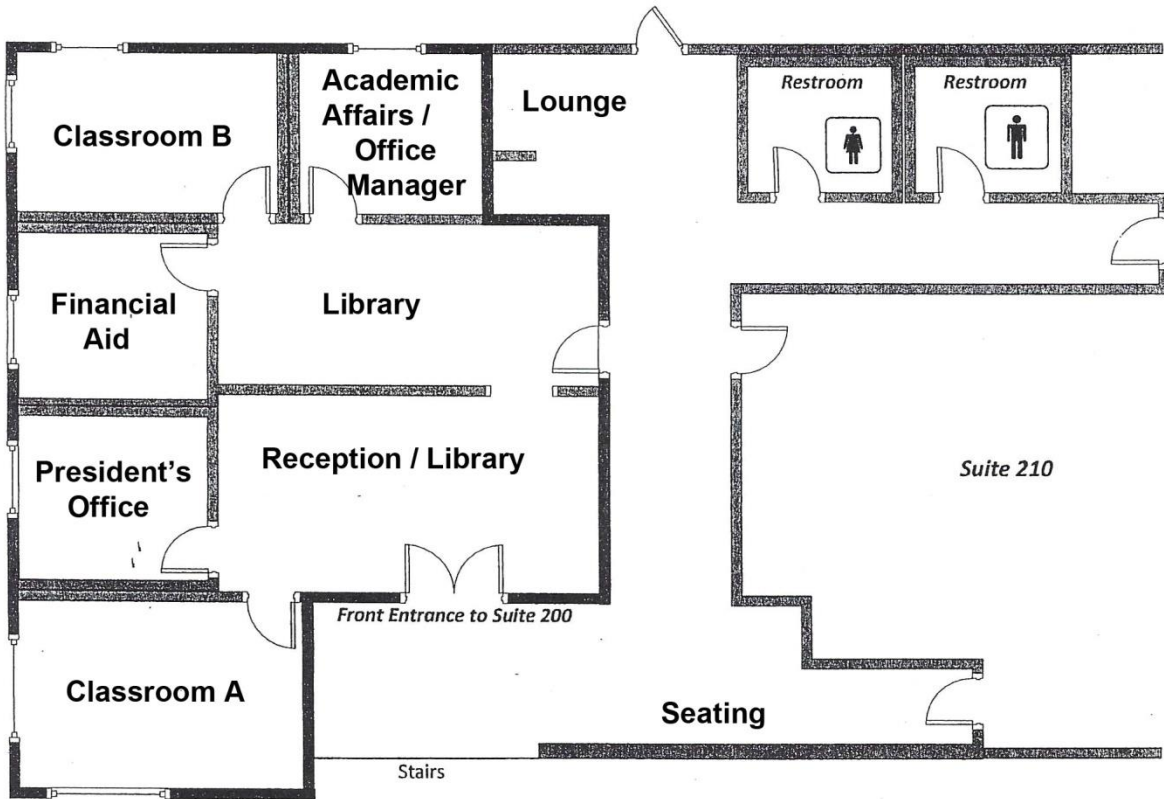 Classroom B
Academic
Affairs /
Office
Manager
Lounge
Restroom
Restroom
Financial
Aid
Library
President’s
Office
Reception / Library
Suite 210
Front Entrance to Suite 200
Classroom A
Seating
Stairs